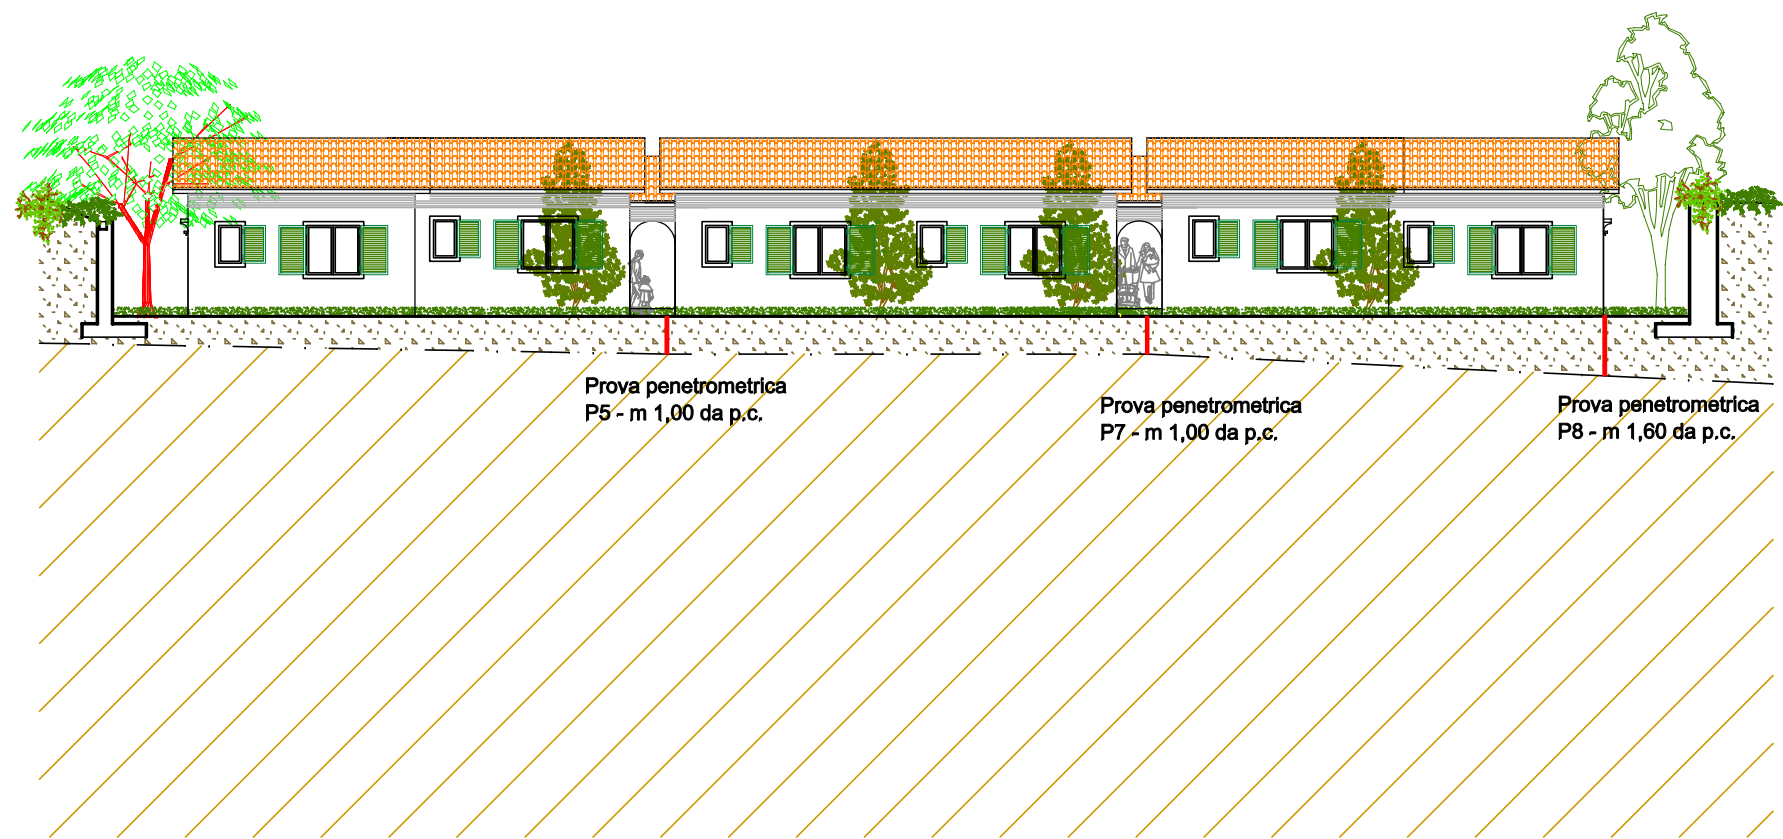 Prova penetrometrica
P5 - m 1,00 da p.c.
Prova penetrometrica
P7 - m 1,00 da p.c.
Prova penetrometrica
P8 - m 1,60 da p.c.